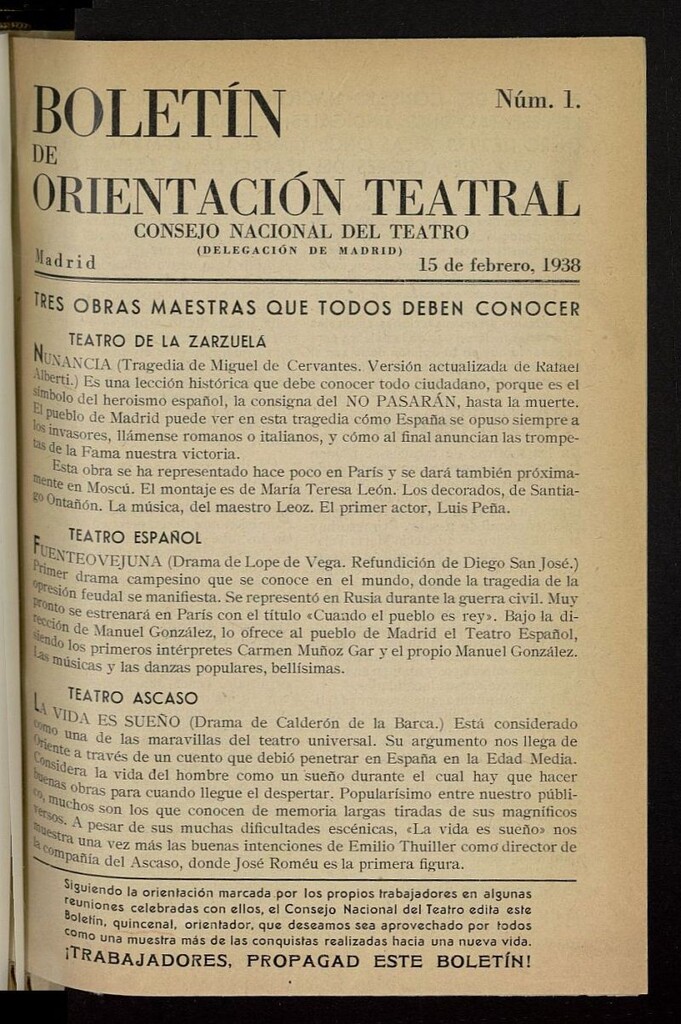 BOLETÍN
Núm. 1.
DE
ORIENTACIÓN TEATRAL
CONSEJO NACIONAL DEL TEATRO
(DELEGACIÓN DE MADRID)
Madrid
15 de febrero, 1938
TRES OBRAS MAESTRAS QUE TODOS DEBEN CONOCER
TEATRO DE LA ZARZUELA
NUNANCIA (Tragedia de Miguel de Cervantes. Versión actualizada de Rafael
Alberti.) Es una lección histórica que debe conocer todo ciudadano, porque es el
símbolo del heroismo español, la consigna del NO PASARÁN, hasta la muerte.
El pueblo de Madrid puede ver en esta tragedia cómo España se opuso siempre a
los invasores, llámense romanos o italianos, y cómo al final anuncian las trompe-
tas de la Fama nuestra victoria.
Esta obra se ha representado hace poco en París y se dará también próxima-
mente en Moscú. El montaje es de María Teresa León. Los decorados, de Santia-
go Ontañón. La música, del maestro Leoz. El primer actor, Luis Peña.
TEATRO ESPAÑOL
FUENTEOVEJUNA (Drama de Lope de Vega. Refundición de Diego San José.)
Primer drama campesino que se conoce en el mundo, donde la tragedia de la
opresión feudal se manifiesta. Se representó en Rusia durante la guerra civil. Muy
pronto se estrenará en París con el título «Cuando el pueblo es rey». Bajo la di-
rección de Manuel González, lo ofrece al pueblo de Madrid el Teatro Español,
siendo los primeros intérpretes Carmen Muñoz Gar y el propio Manuel González.
Las músicas y las danzas populares, bellísimas.
TEATRO ASCASO
LA VIDA ES SUEÑO (Drama de Calderón de la Barca.) Está considerado
como una de las maravillas del teatro universal. Su argumento nos llega de
Oriente a través de un cuento que debió penetrar en España en la Edad Media.
Considera la vida del hombre como un sueño durante el cual hay que hacer
buenas obras para cuando llegue el despertar. Popularísimo entre nuestro públi-
co, muchos son los que conocen de memoria largas tiradas de sus magníficos
versos. A pesar de sus muchas dificultades escénicas, «La vida es sueño» nos
muestra una vez más las buenas intenciones de Emilio Thuiller como director de
la compañía del Ascaso, donde José Roméu es la primera figura.
Siguiendo la orientación marcada por los propios trabajadores en algunas
reuniones celebradas con ellos, el Consejo Nacional del Teatro edita este
Boletín, quincenal, orientador, que deseamos sea aprovechado por todos
como una muestra más de las conquistas realizadas hacia una nueva vida.
¡TRABAJADORES, PROPAGAD ESTE BOLETÍN!